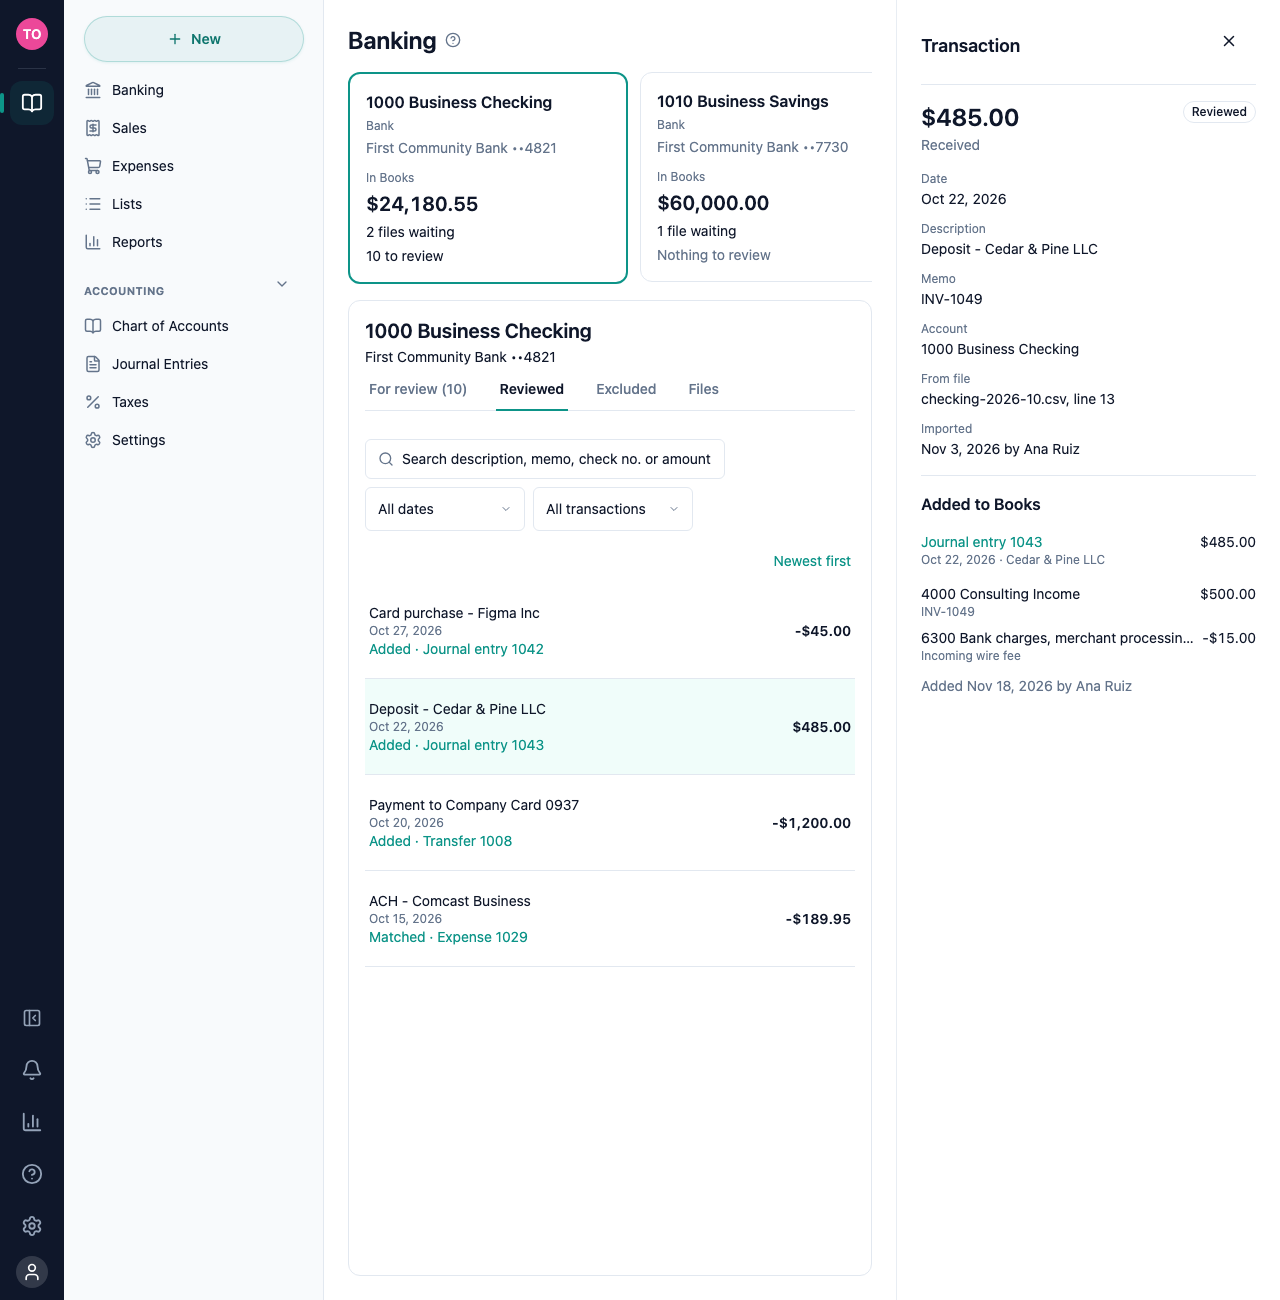 TO
New
Banking
Sales
Expenses
Lists
Reports
ACCOUNTING
Chart of Accounts
Journal Entries
Taxes
Settings
Banking
1000 Business Checking
Bank
First Community Bank ••4821
In Books
$24,180.55
2 files waiting
10 to review
1010 Business Savings
Bank
First Community Bank ••7730
In Books
$60,000.00
1 file waiting
Nothing to review
1000 Business Checking
First Community Bank ••4821
For review (10) Reviewed Excluded Files
Search description, memo, check no. or amount
All dates All transactions
Newest first
Card purchase - Figma Inc
Oct 27, 2026
Added · Journal entry 1042
-$45.00
Deposit - Cedar & Pine LLC
Oct 22, 2026
Added · Journal entry 1043
$485.00
Payment to Company Card 0937
Oct 20, 2026
Added · Transfer 1008
-$1,200.00
ACH - Comcast Business
Oct 15, 2026
Matched · Expense 1029
-$189.95
Transaction
$485.00
Reviewed
Received
Date
Oct 22, 2026
Description
Deposit - Cedar & Pine LLC
Memo
INV-1049
Account
1000 Business Checking
From file
checking-2026-10.csv, line 13
Imported
Nov 3, 2026 by Ana Ruiz
Added to Books
Journal entry 1043 $485.00
Oct 22, 2026 · Cedar & Pine LLC
4000 Consulting Income $500.00
INV-1049
6300 Bank charges, merchant processin... -$15.00
Incoming wire fee
Added Nov 18, 2026 by Ana Ruiz